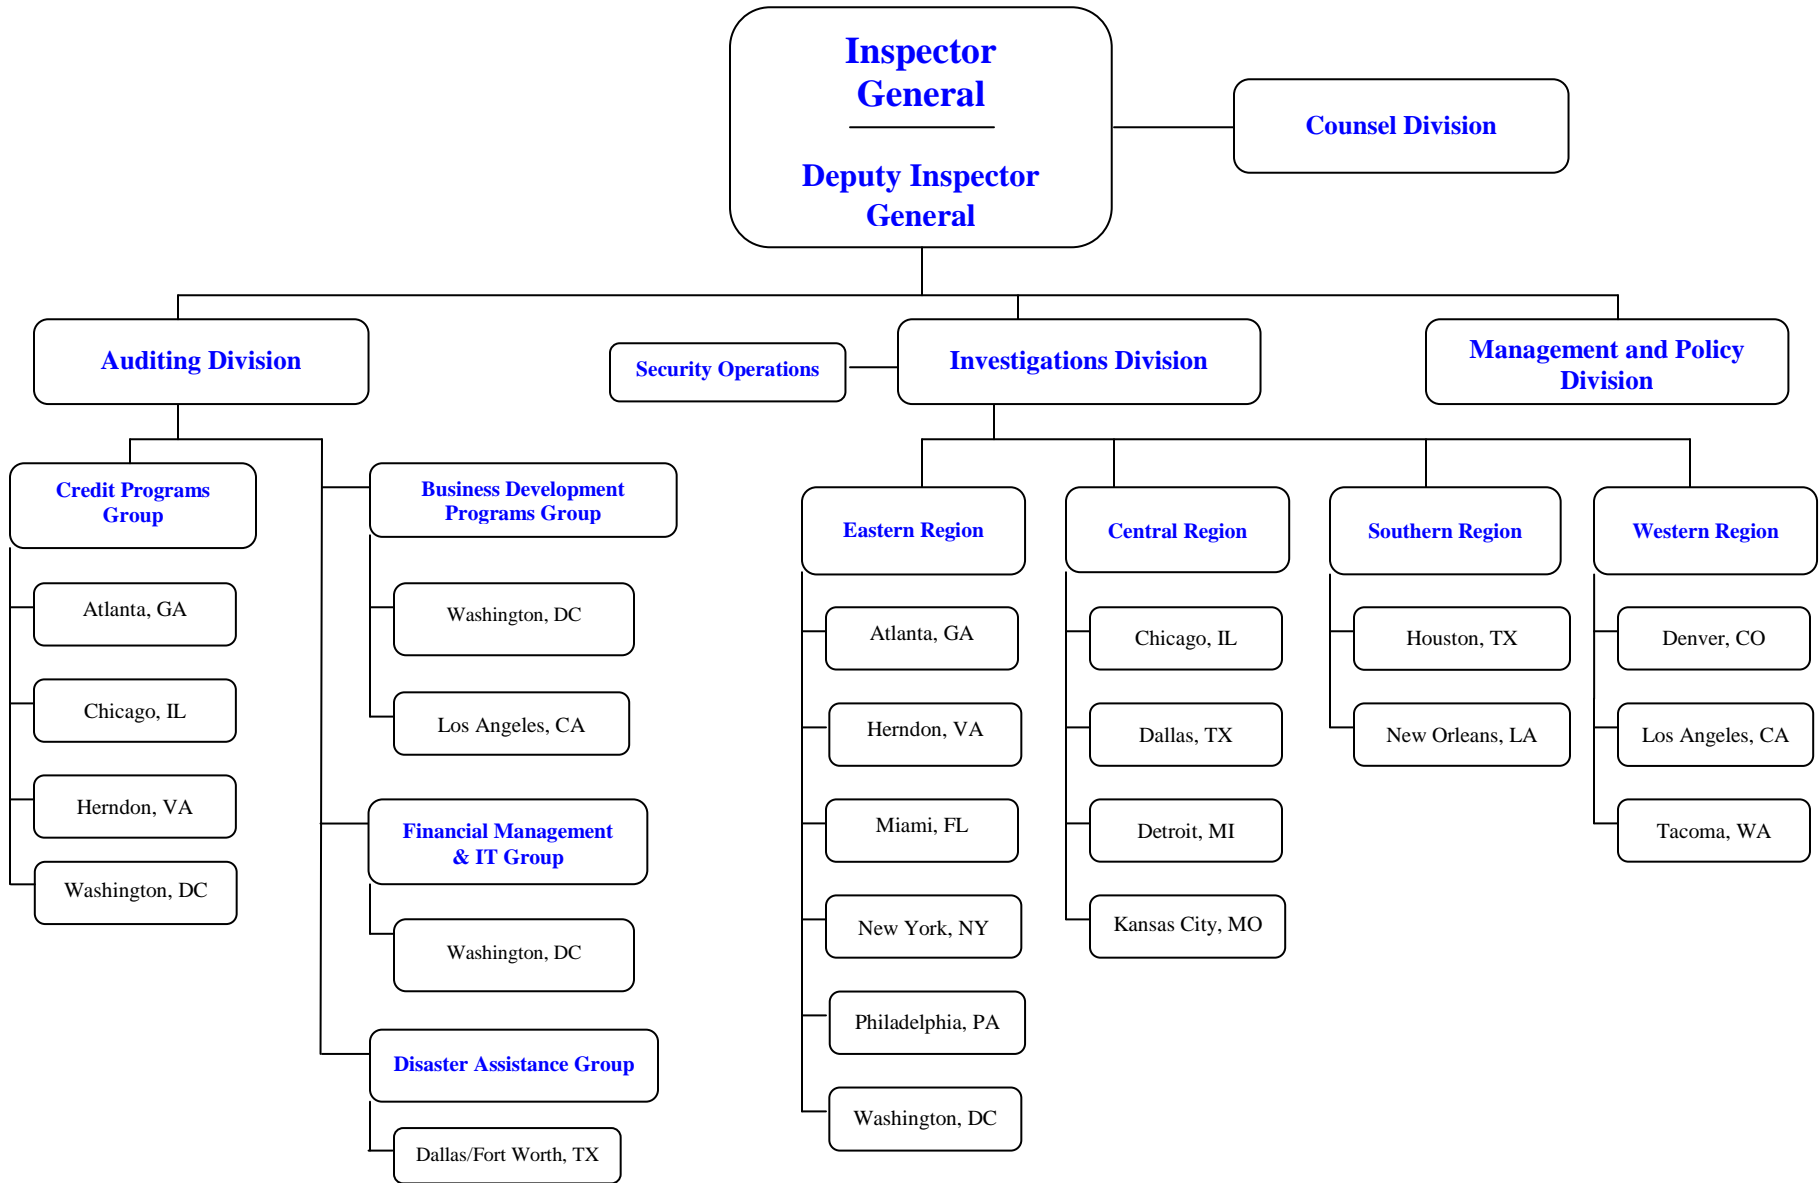 Inspector
General
Deputy Inspector
General
Counsel Division
Auditing Division
Security Operations
Investigations Division
Management and Policy
Division
Credit Programs
Group
Atlanta, GA
Chicago, IL
Herndon, VA
Washington, DC
Business Development
Programs Group
Washington, DC
Los Angeles, CA
Financial Management
& IT Group
Washington, DC
Disaster Assistance Group
Dallas/Fort Worth, TX
Eastern Region
Atlanta, GA
Herndon, VA
Miami, FL
New York, NY
Philadelphia, PA
Washington, DC
Central Region
Chicago, IL
Dallas, TX
Detroit, MI
Kansas City, MO
Southern Region
Houston, TX
New Orleans, LA
Western Region
Denver, CO
Los Angeles, CA
Tacoma, WA